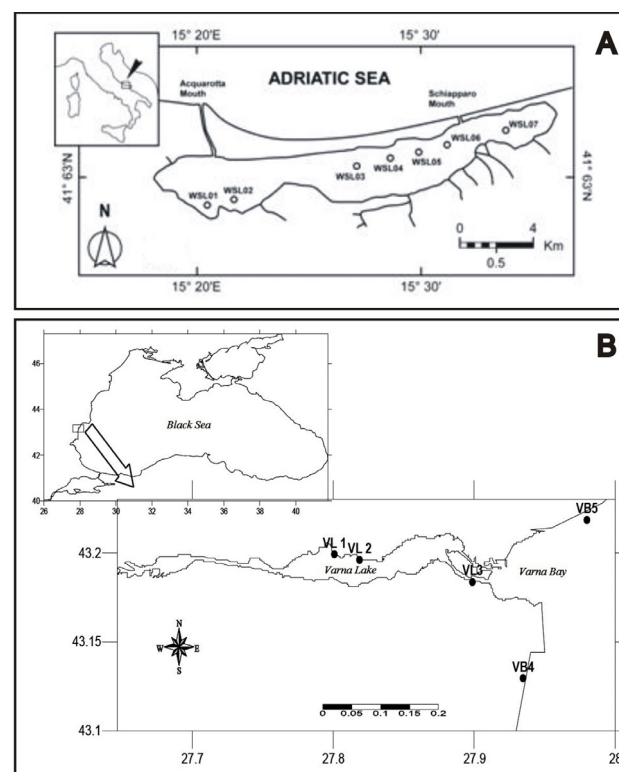 A
15° 20'E
15° 30'
ADRIATIC SEA
Acquarotta
Mouth
Schiapparo
Mouth
41° 63'N
41° 63'N
WSL01
WSL02
WSL03
WSL04
WSL05
WSL06
WSL07
N
0
4
Km
0.5
15° 20'E
15° 30'
B
46
44
42
40
Black Sea
26
28
30
32
34
36
38
40
VB5
43.2
VL 1
VL 2
Varna Lake
VL3
Varna Bay
43.15
N
W
E
S
VB4
0
0.05
0.1
0.15
0.2
43.1
27.7
27.8
27.9
28